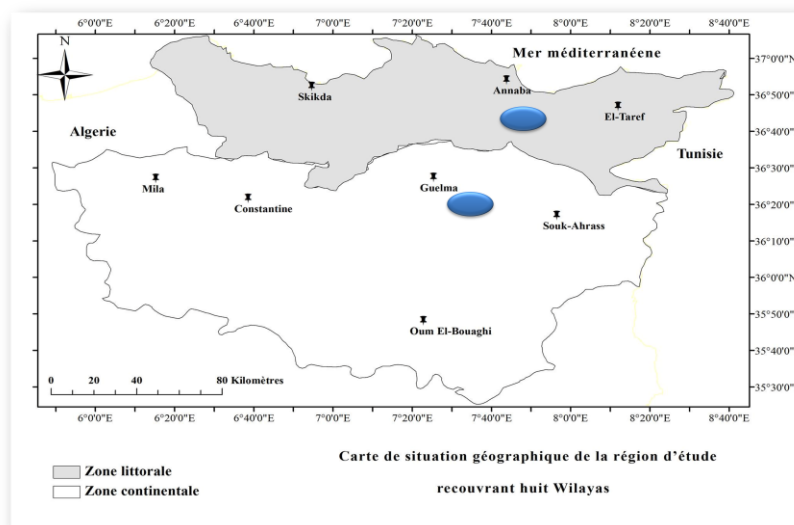 6°0'0"E 6°20'0"E 6°40'0"E 7°0'0"E 7°20'0"E 7°40'0"E 8°0'0"E 8°20'0"E 8°40'0"E
N
Mer méditerranéene
37°0'0"N
Annaba
Skikda
36°50'0"N
El-Taref
Algerie
36°40'0"N
Tunisie
36°30'0"N
Mila
Guelma
Constantine
36°20'0"N
Souk-Ahrass
36°10'0"N
36°0'0"N
35°50'0"N
Oum El-Bouaghi
35°40'0"N
0 20 40 80 Kilomètres
35°30'0"N
6°0'0"E 6°20'0"E 6°40'0"E 7°0'0"E 7°20'0"E 7°40'0"E 8°0'0"E 8°20'0"E 8°40'0"E
Zone littorale
Zone continentale
Carte de situation géographique de la région d'étude
recouvrant huit Wilayas